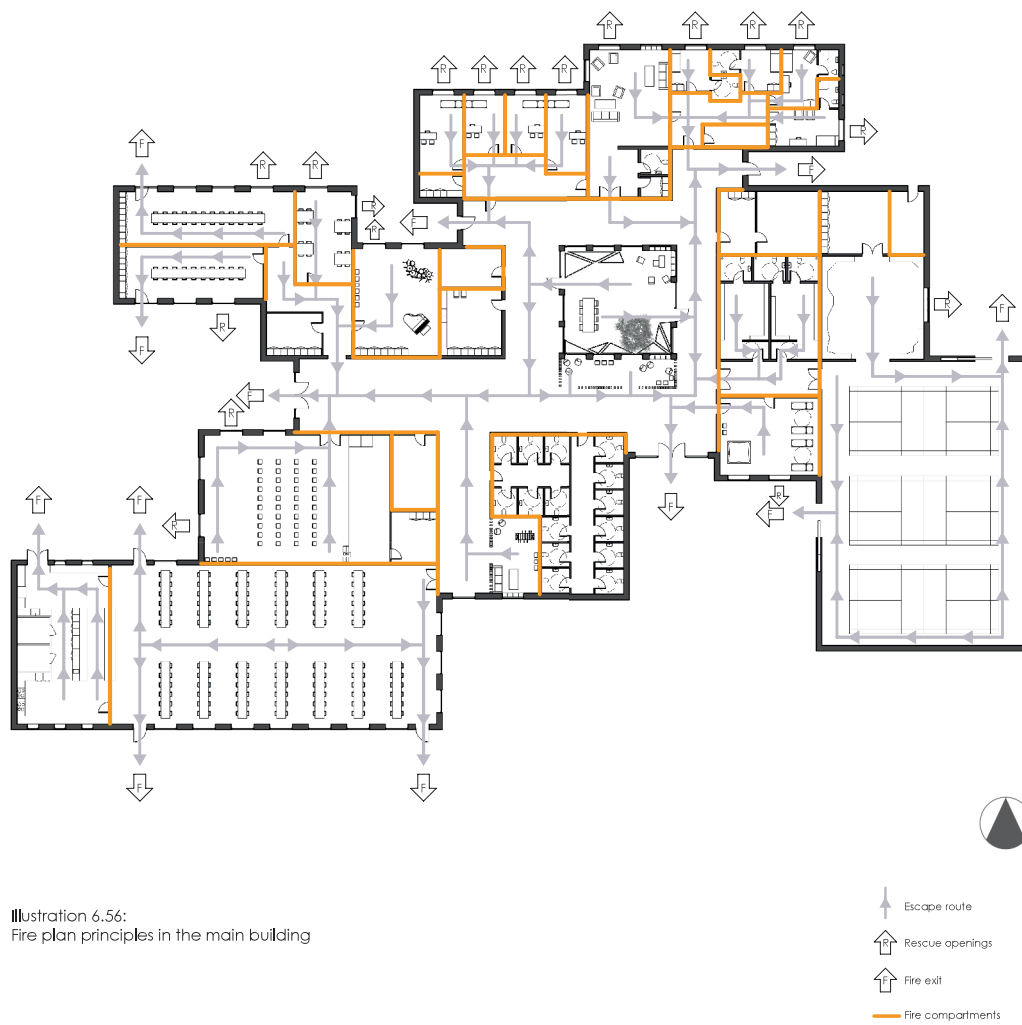 R R R R
R R R R
R
F
R R R
R
F
R
R F
R
F
F
R
F F F R
F
R
F F
Illustration 6.56:
Fire plan principles in the main building
Escape route
R Rescue openings
F Fire exit
Fire compartments